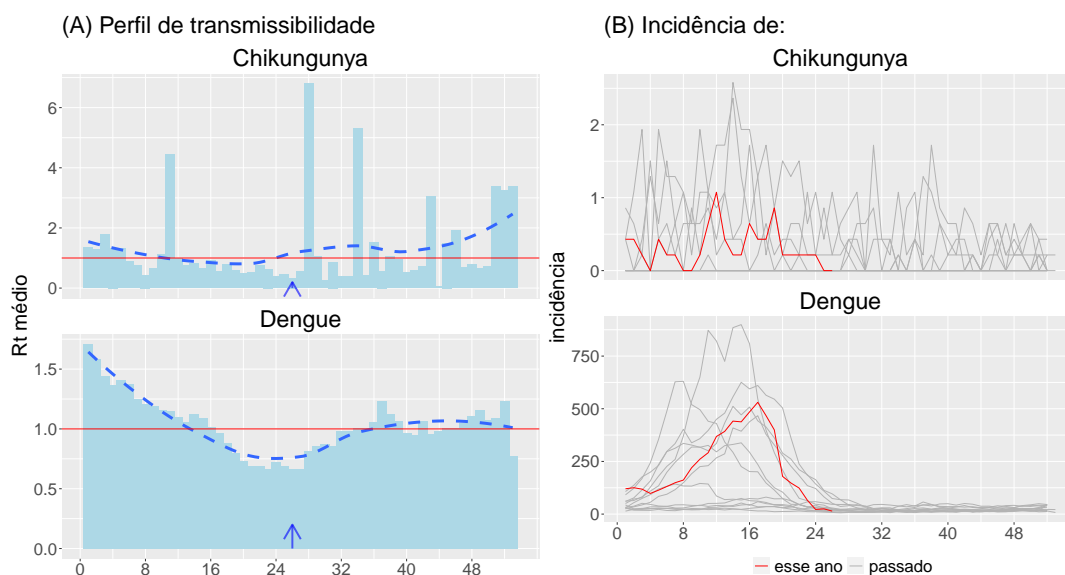 (A) Perfil de transmissibilidade
Chikungunya
6
4
2
0
Dengue
1.5
1.0
0.5
0.0
0 8 16 24 32 40 48
Rt médio
(B) Incidência de:
Chikungunya
2
1
0
Dengue
750
500
250
0
0 8 16 24 32 40 48
incidência
esse ano passado